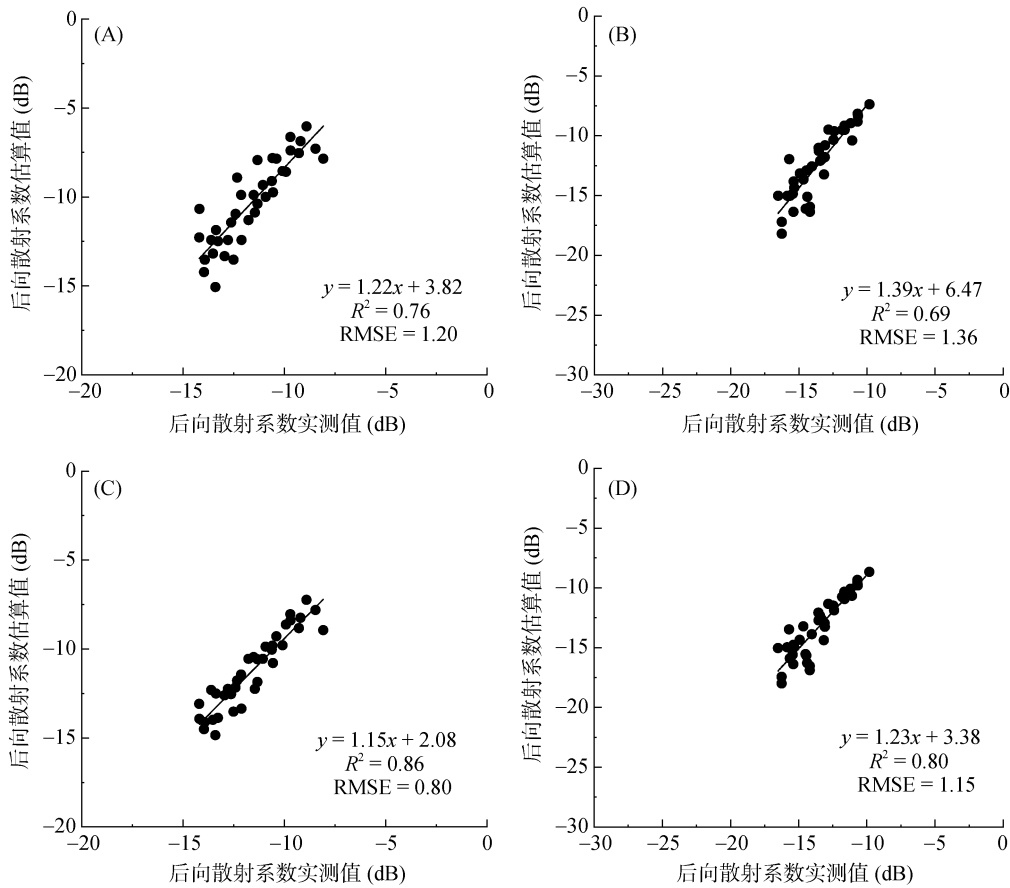 (A)
后向散射系数估算值 (dB)
0
−5
−10
−15
−20
y = 1.22x + 3.82
R² = 0.76
RMSE = 1.20
−20 −15 −10 −5 0
后向散射系数实测值 (dB)
(B)
后向散射系数估算值 (dB)
0
−5
−10
−15
−20
−25
−30
y = 1.39x + 6.47
R² = 0.69
RMSE = 1.36
−30 −25 −20 −15 −10 −5 0
后向散射系数实测值 (dB)
(C)
后向散射系数估算值 (dB)
0
−5
−10
−15
−20
y = 1.15x + 2.08
R² = 0.86
RMSE = 0.80
−20 −15 −10 −5 0
后向散射系数实测值 (dB)
(D)
后向散射系数估算值 (dB)
0
−5
−10
−15
−20
−25
−30
y = 1.23x + 3.38
R² = 0.80
RMSE = 1.15
−30 −25 −20 −15 −10 −5 0
后向散射系数实测值 (dB)